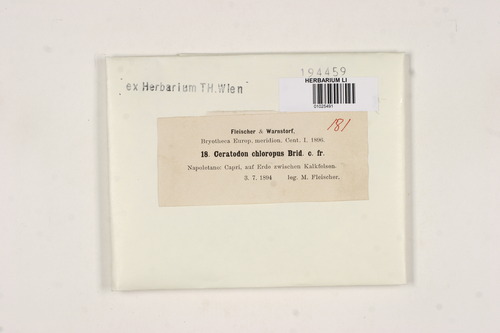 194459
HERBARIUM LI
01025491
ex Herbarium TH.Wien
181
Fleischer & Warnstorf,
Bryotheca Europ. meridion. Cent. I. 1896.
18. Ceratodon chloropus Brid. c. fr.
Napoletano: Capri, auf Erde zwischen Kalkfelsen.
3. 7. 1894 leg. M. Fleischer.